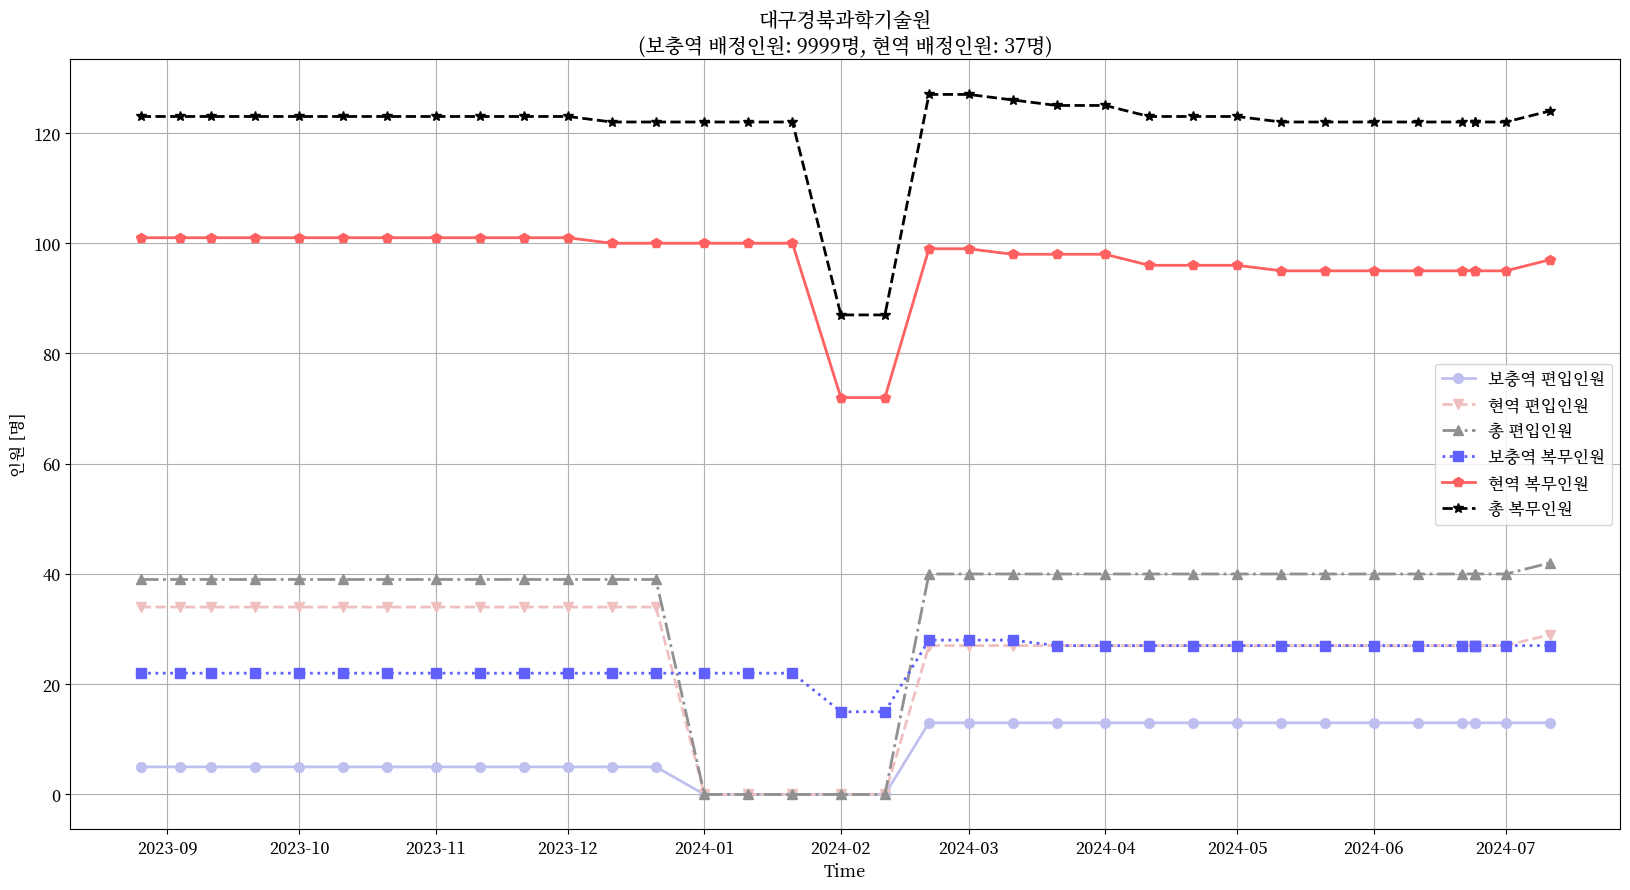 대구경북과학기술원
(보충역 배정인원: 9999명, 현역 배정인원: 37명)
인원 [명]
120
100
80
60
40
20
0
보충역 편입인원
현역 편입인원
총 편입인원
보충역 복무인원
현역 복무인원
총 복무인원
2023-09 2023-10 2023-11 2023-12 2024-01 2024-02 2024-03 2024-04 2024-05 2024-06 2024-07
Time